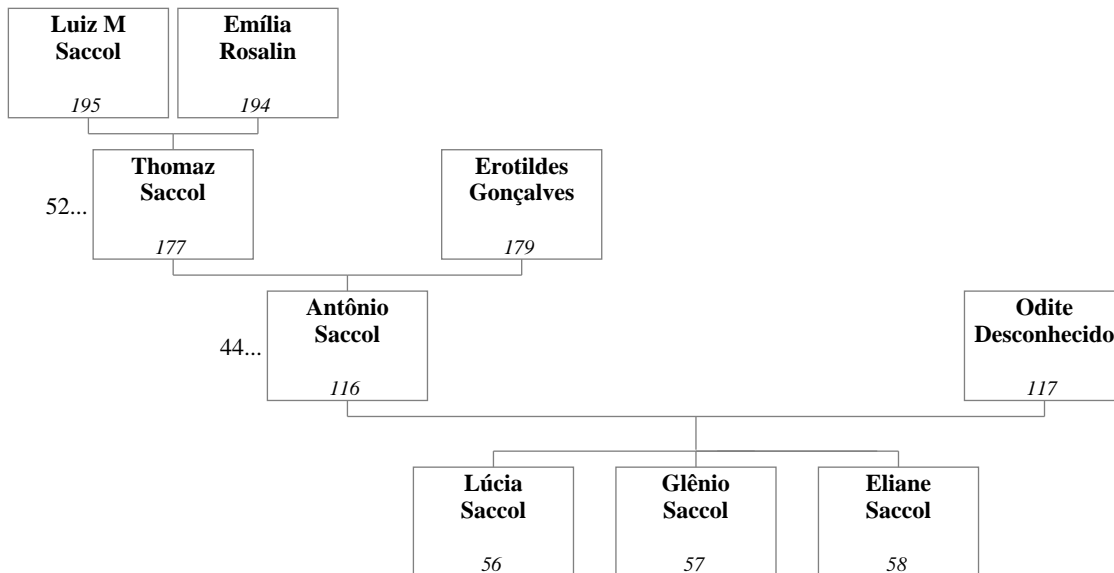 Luiz M
Saccol
195
Emília
Rosalin
194
52...
Thomaz
Saccol
177
Erotildes
Gonçalves
179
44...
Antônio
Saccol
116
Odite
Desconhecido
117
Lúcia
Saccol
56
Glênio
Saccol
57
Eliane
Saccol
58